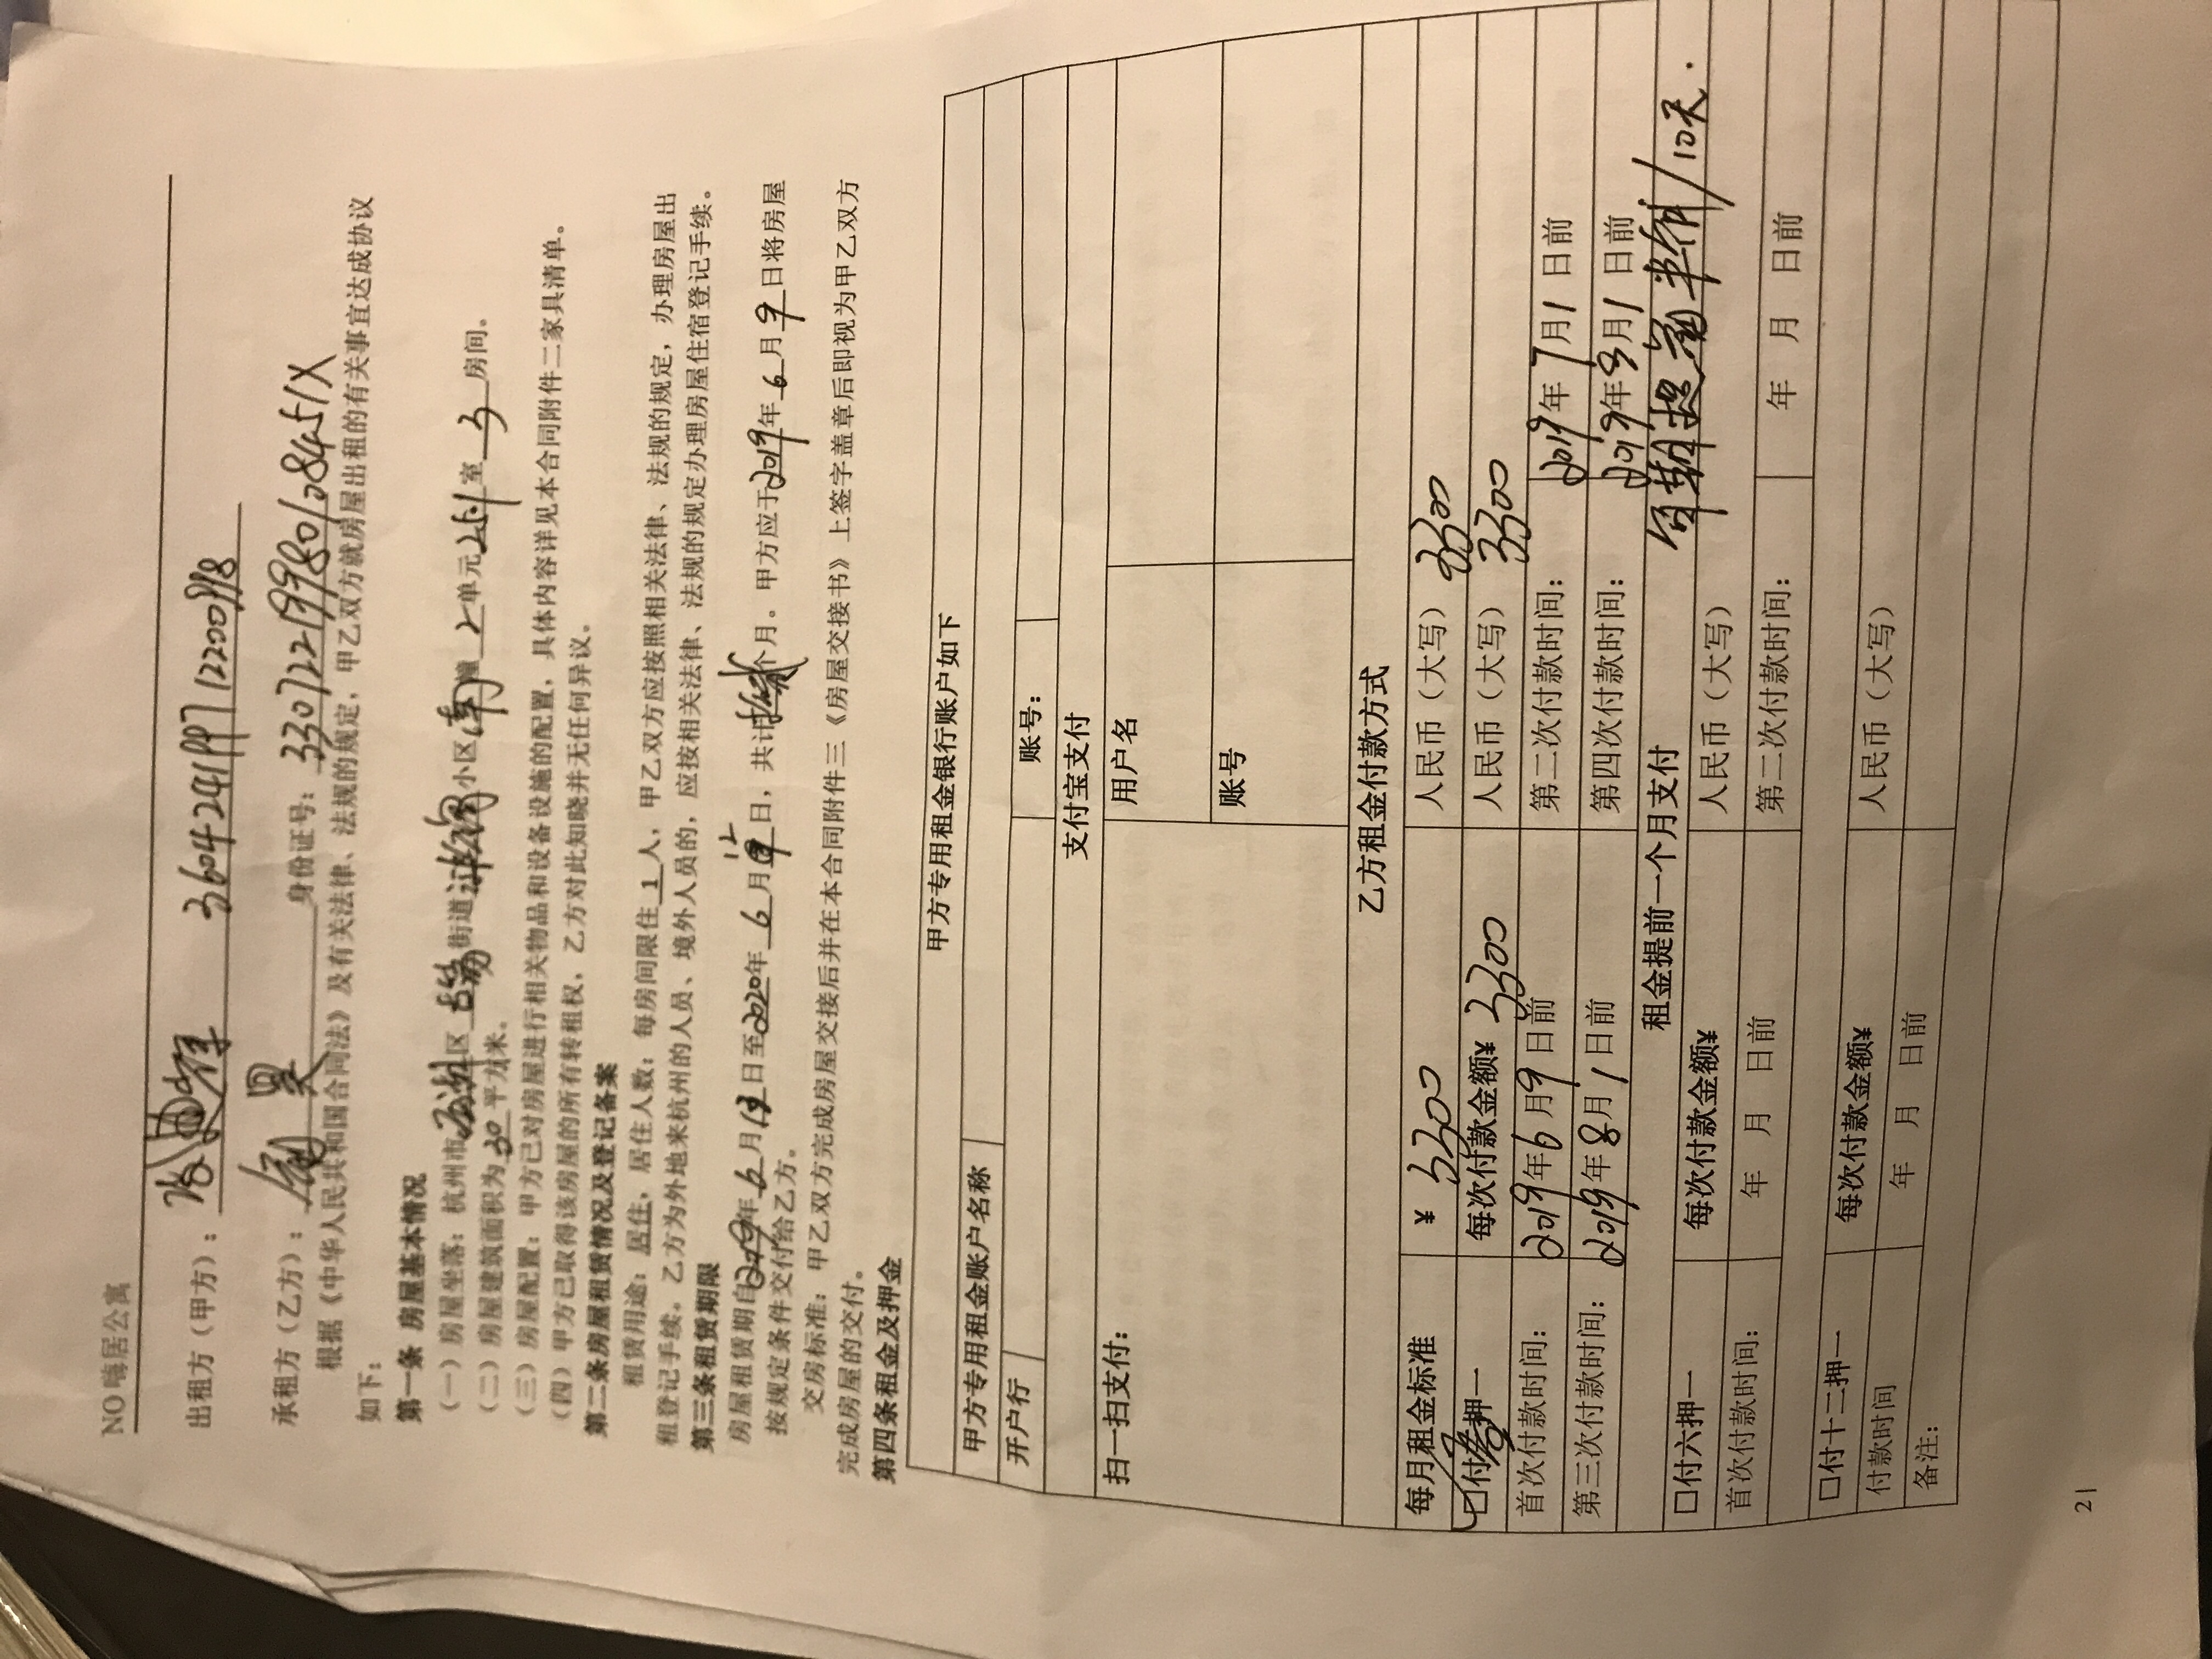 NO 嗨居公寓
出租方（甲方）： 360424199712200998
承租方（乙方）： 昊 身份证号： 33072219980108451X
根据《中华人民共和国合同法》及有关法律、法规的规定，甲乙双方就房屋出租的有关事宜达成协议
如下：
第一条 房屋基本情况
（一）房屋坐落：杭州市西湖区古荡街道 小区南幢 2 单元 251 室 3 房间。
（二）房屋建筑面积为 30 平方米。
（三）房屋配置：甲方已对房屋进行相关物品和设备设施的配置，具体内容详见本合同附件二家具清单。
（四）甲方已取得该房屋的所有转租权，乙方对此知晓并无任何异议。
第二条房屋租赁情况及登记备案
租赁用途：居住，居住人数：每房间限住 1 人，甲乙双方应按照相关法律、法规的规定，办理房屋出
租登记手续。乙方为外地来杭州的人员、境外人员的，应按相关法律、法规的规定办理房屋住宿登记手续。
第三条租赁期限
房屋租赁期自2019年 6 月 13 日至2020年 6 月 12 日，共计 个月。甲方应于2019年 6 月 9 日将房屋
按规定条件交付给乙方。
交房标准：甲乙双方完成房屋交接后并在本合同附件三《房屋交接书》上签字盖章后即视为甲乙双方
完成房屋的交付。
第四条租金及押金
甲方专用租金银行账户如下
甲方专用租金账户名称
开户行 账号：
支付宝支付
扫一扫支付： 用户名
账号
乙方租金付款方式
每月租金标准 ¥ 3300 人民币（大写） 3300
□付 押一 每次付款金额¥ 3300 人民币（大写） 3300
首次付款时间： 2019年6月9日前 第二次付款时间： 2019年7月1日前
第三次付款时间： 2019年8月1日前 第四次付款时间： 2019年9月1日前
租金提前一个月支付 每期提前半个月/10天.
□付六押一 每次付款金额¥ 人民币（大写）
首次付款时间： 年 月 日前 第二次付款时间： 年 月 日前
□付十二押一 每次付款金额¥ 人民币（大写）
付款时间 年 月 日前
备注：
2|